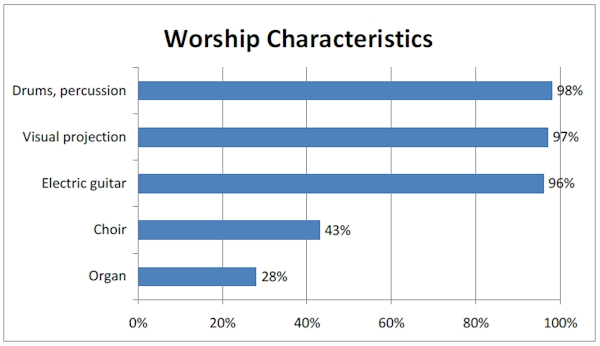 Worship Characteristics
Drums, percussion 98%
Visual projection 97%
Electric guitar 96%
Choir 43%
Organ 28%
0% 20% 40% 60% 80% 100%